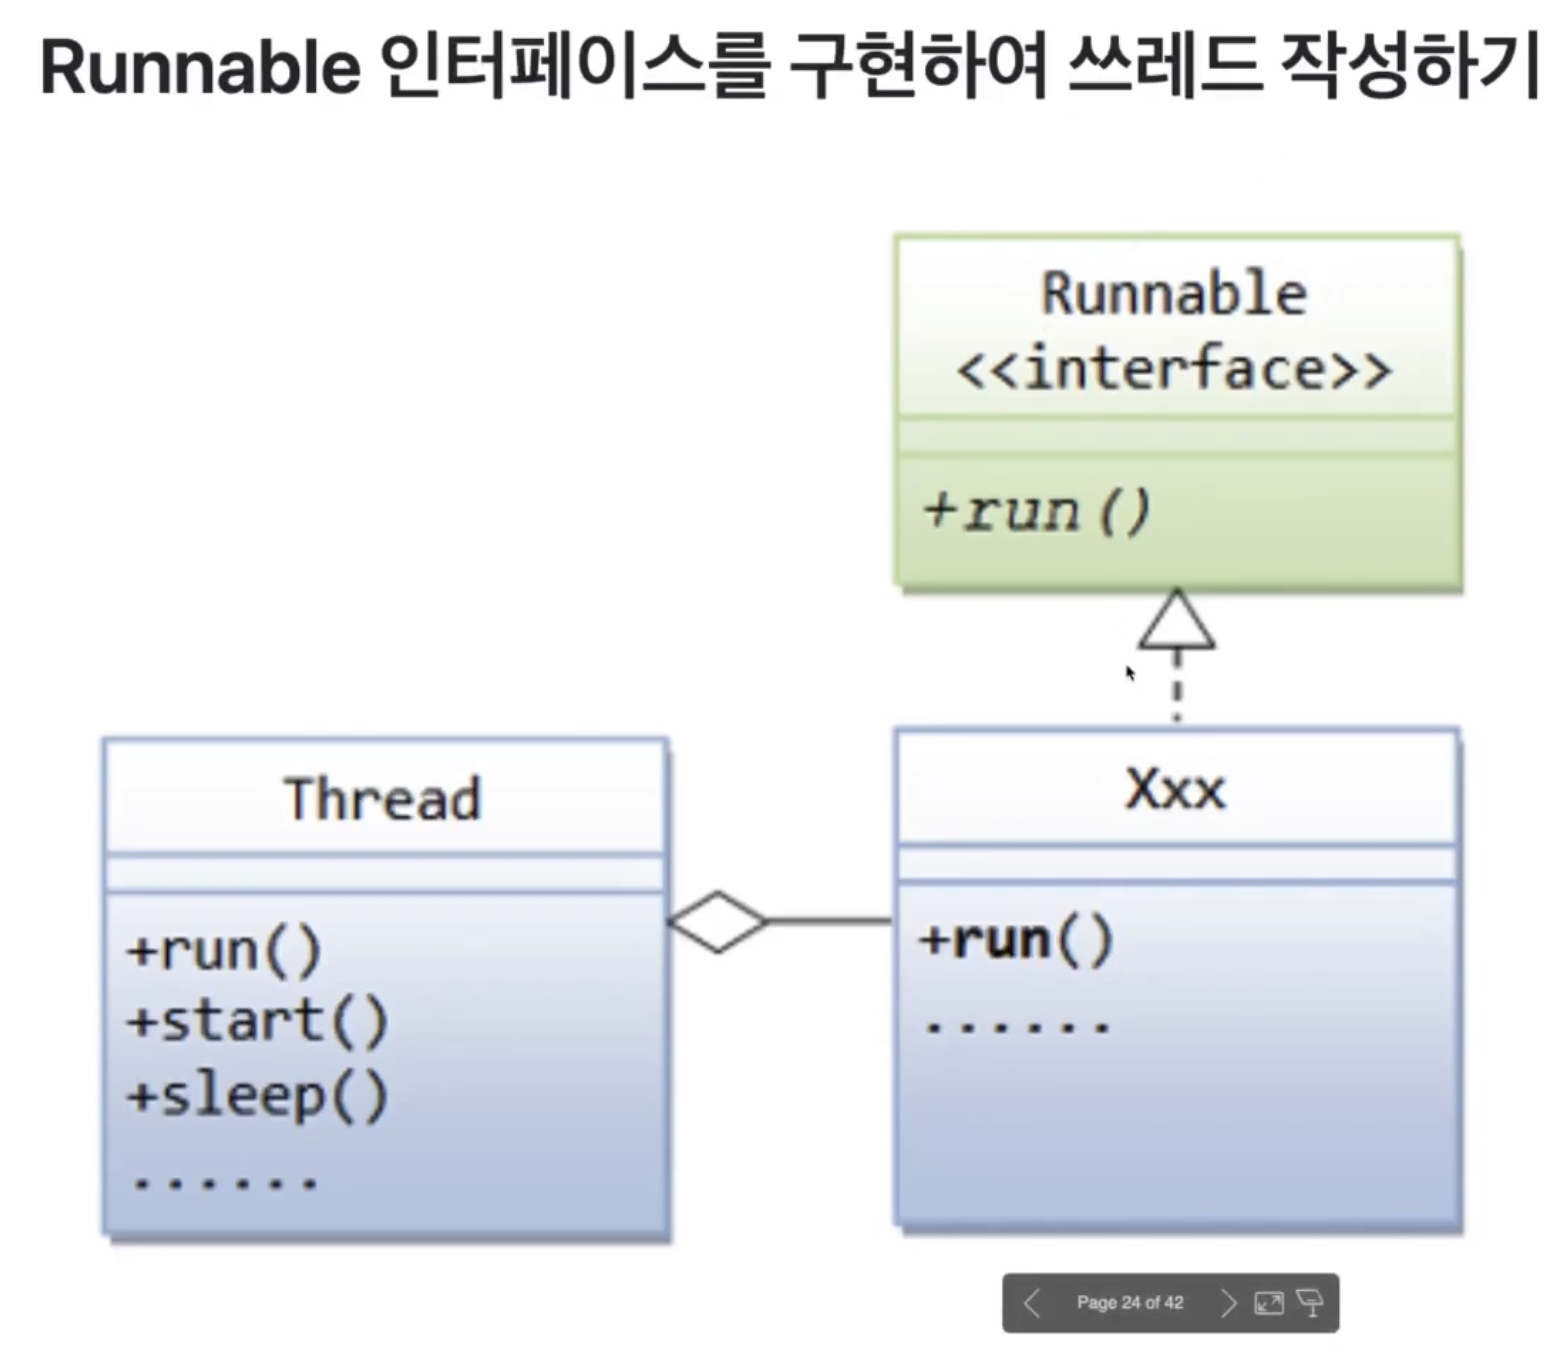 Runnable 인터페이스를 구현하여 쓰레드 작성하기
Runnable
<<interface>>
+run()
Thread
+run()
+start()
+sleep()
......
Xxx
+run()
......
Page 24 of 42